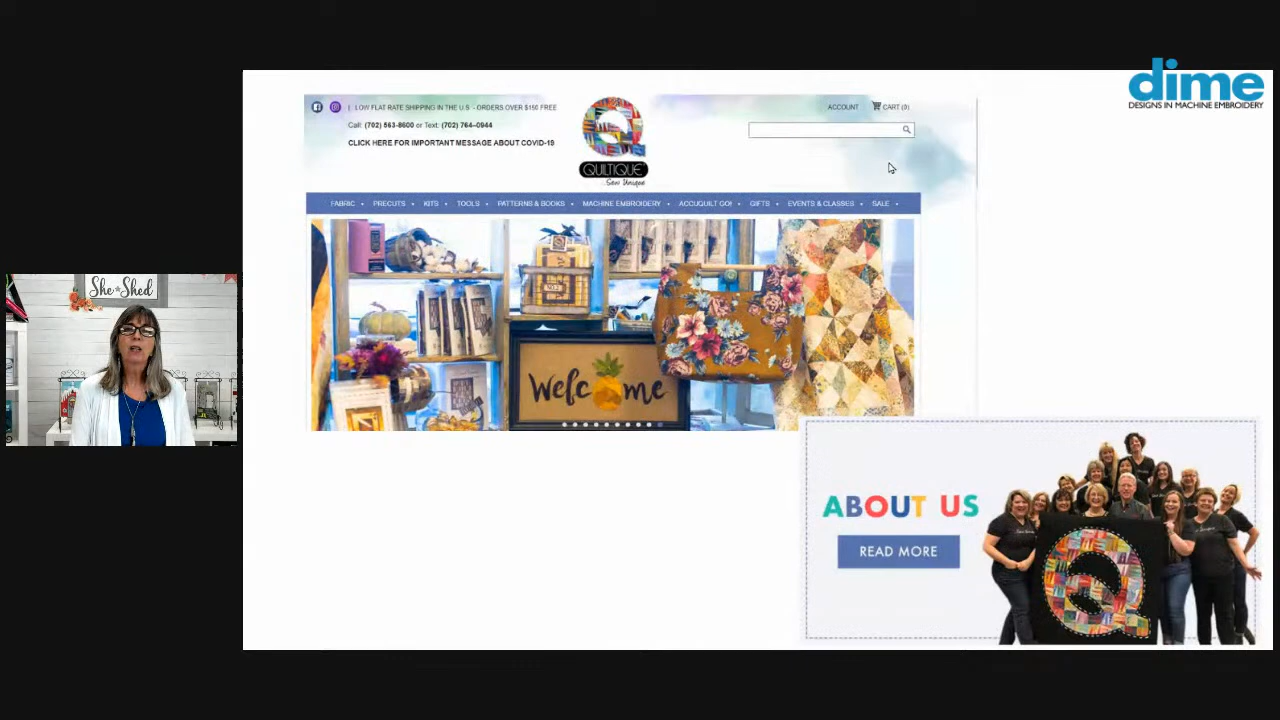 dime
DESIGNS IN MACHINE EMBROIDERY
| LOW FLAT RATE SHIPPING IN THE U.S - ORDERS OVER $150 FREE
ACCOUNT CART (0)
Call: (702) 563-8600 or Text: (702) 764-0944
CLICK HERE FOR IMPORTANT MESSAGE ABOUT COVID-19
QUILTIQUE
Sew Unique
FABRIC PRECUTS KITS TOOLS PATTERNS & BOOKS MACHINE EMBROIDERY ACCUQUILT GO! GIFTS EVENTS & CLASSES SALE
She Shed
Welcome
ABOUT US
READ MORE